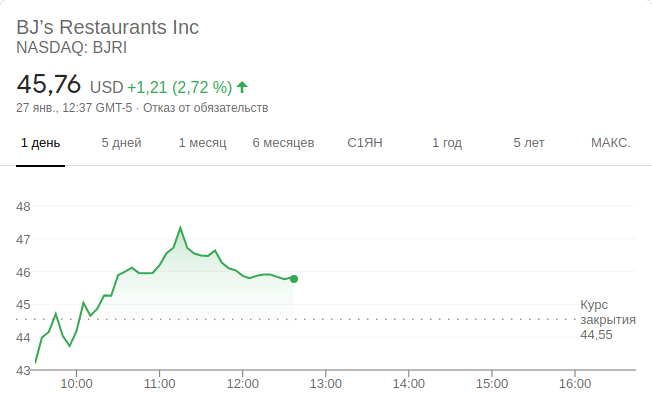 BJ’s Restaurants Inc
NASDAQ: BJRI
45,76 USD +1,21 (2,72 %)
27 янв., 12:37 GMT-5 · Отказ от обязательств
1 день 5 дней 1 месяц 6 месяцев С1ЯН 1 год 5 лет МАКС.
48
47
46
45
44
43
Курс
закрытия
44,55
10:00 11:00 12:00 13:00 14:00 15:00 16:00